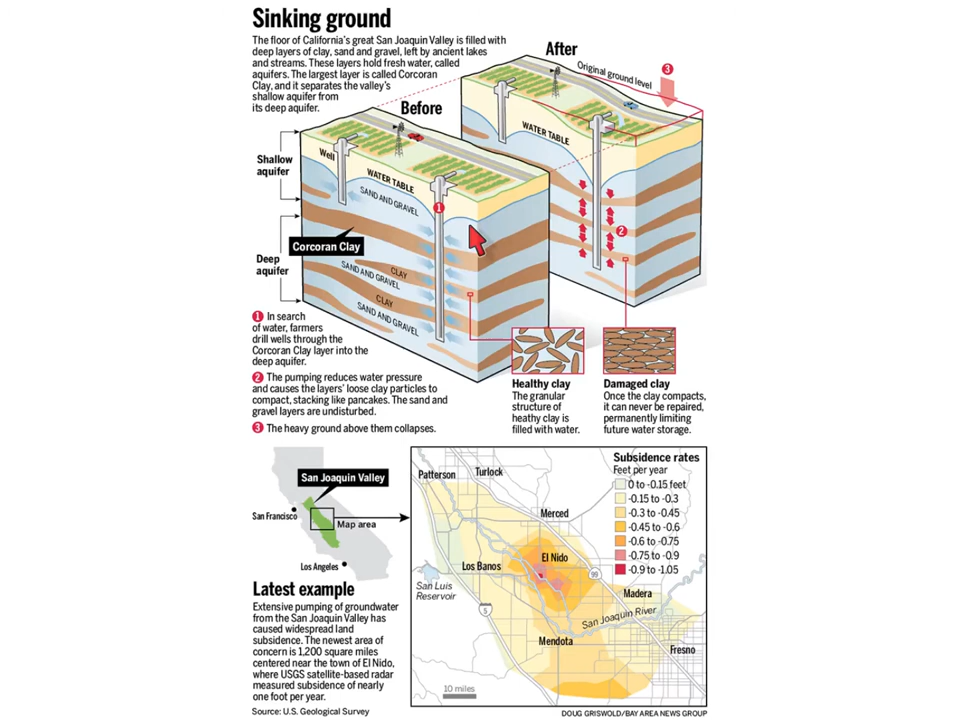 Sinking ground
The floor of California's great San Joaquin Valley is filled with
deep layers of clay, sand and gravel, left by ancient lakes
and streams. These layers hold fresh water, called
aquifers. The largest layer is called Corcoran
Clay, and it separates the valley's
shallow aquifer from
its deep aquifer.
Before
After
Original ground level
3
Shallow
aquifer
Well
WATER TABLE
SAND AND GRAVEL
1
WATER TABLE
2
Corcoran Clay
Deep
aquifer
CLAY
SAND AND GRAVEL
CLAY
SAND AND GRAVEL
1 In search
of water, farmers
drill wells through the
Corcoran Clay layer into the
deep aquifer.
2 The pumping reduces water pressure
and causes the layers' loose clay particles to
compact, stacking like pancakes. The sand and
gravel layers are undisturbed.
3 The heavy ground above them collapses.
Healthy clay
The granular
structure of
heathy clay is
filled with water.
Damaged clay
Once the clay compacts,
it can never be repaired,
permanently limiting
future water storage.
San Joaquin Valley
San Francisco
Map area
Los Angeles
Latest example
Extensive pumping of groundwater
from the San Joaquin Valley has
caused widespread land
subsidence. The newest area of
concern is 1,200 square miles
centered near the town of El Nido,
where USGS satellite-based radar
measured subsidence of nearly
one foot per year.
Source: U.S. Geological Survey
Subsidence rates
Feet per year
0 to -0.15 feet
-0.15 to -0.3
-0.3 to -0.45
-0.45 to -0.6
-0.6 to -0.75
-0.75 to -0.9
-0.9 to -1.05
Patterson
Turlock
Merced
El Nido
Los Banos
99
San Luis
Reservoir
5
Madera
San Joaquin River
Mendota
Fresno
10 miles
DOUG GRISWOLD/BAY AREA NEWS GROUP